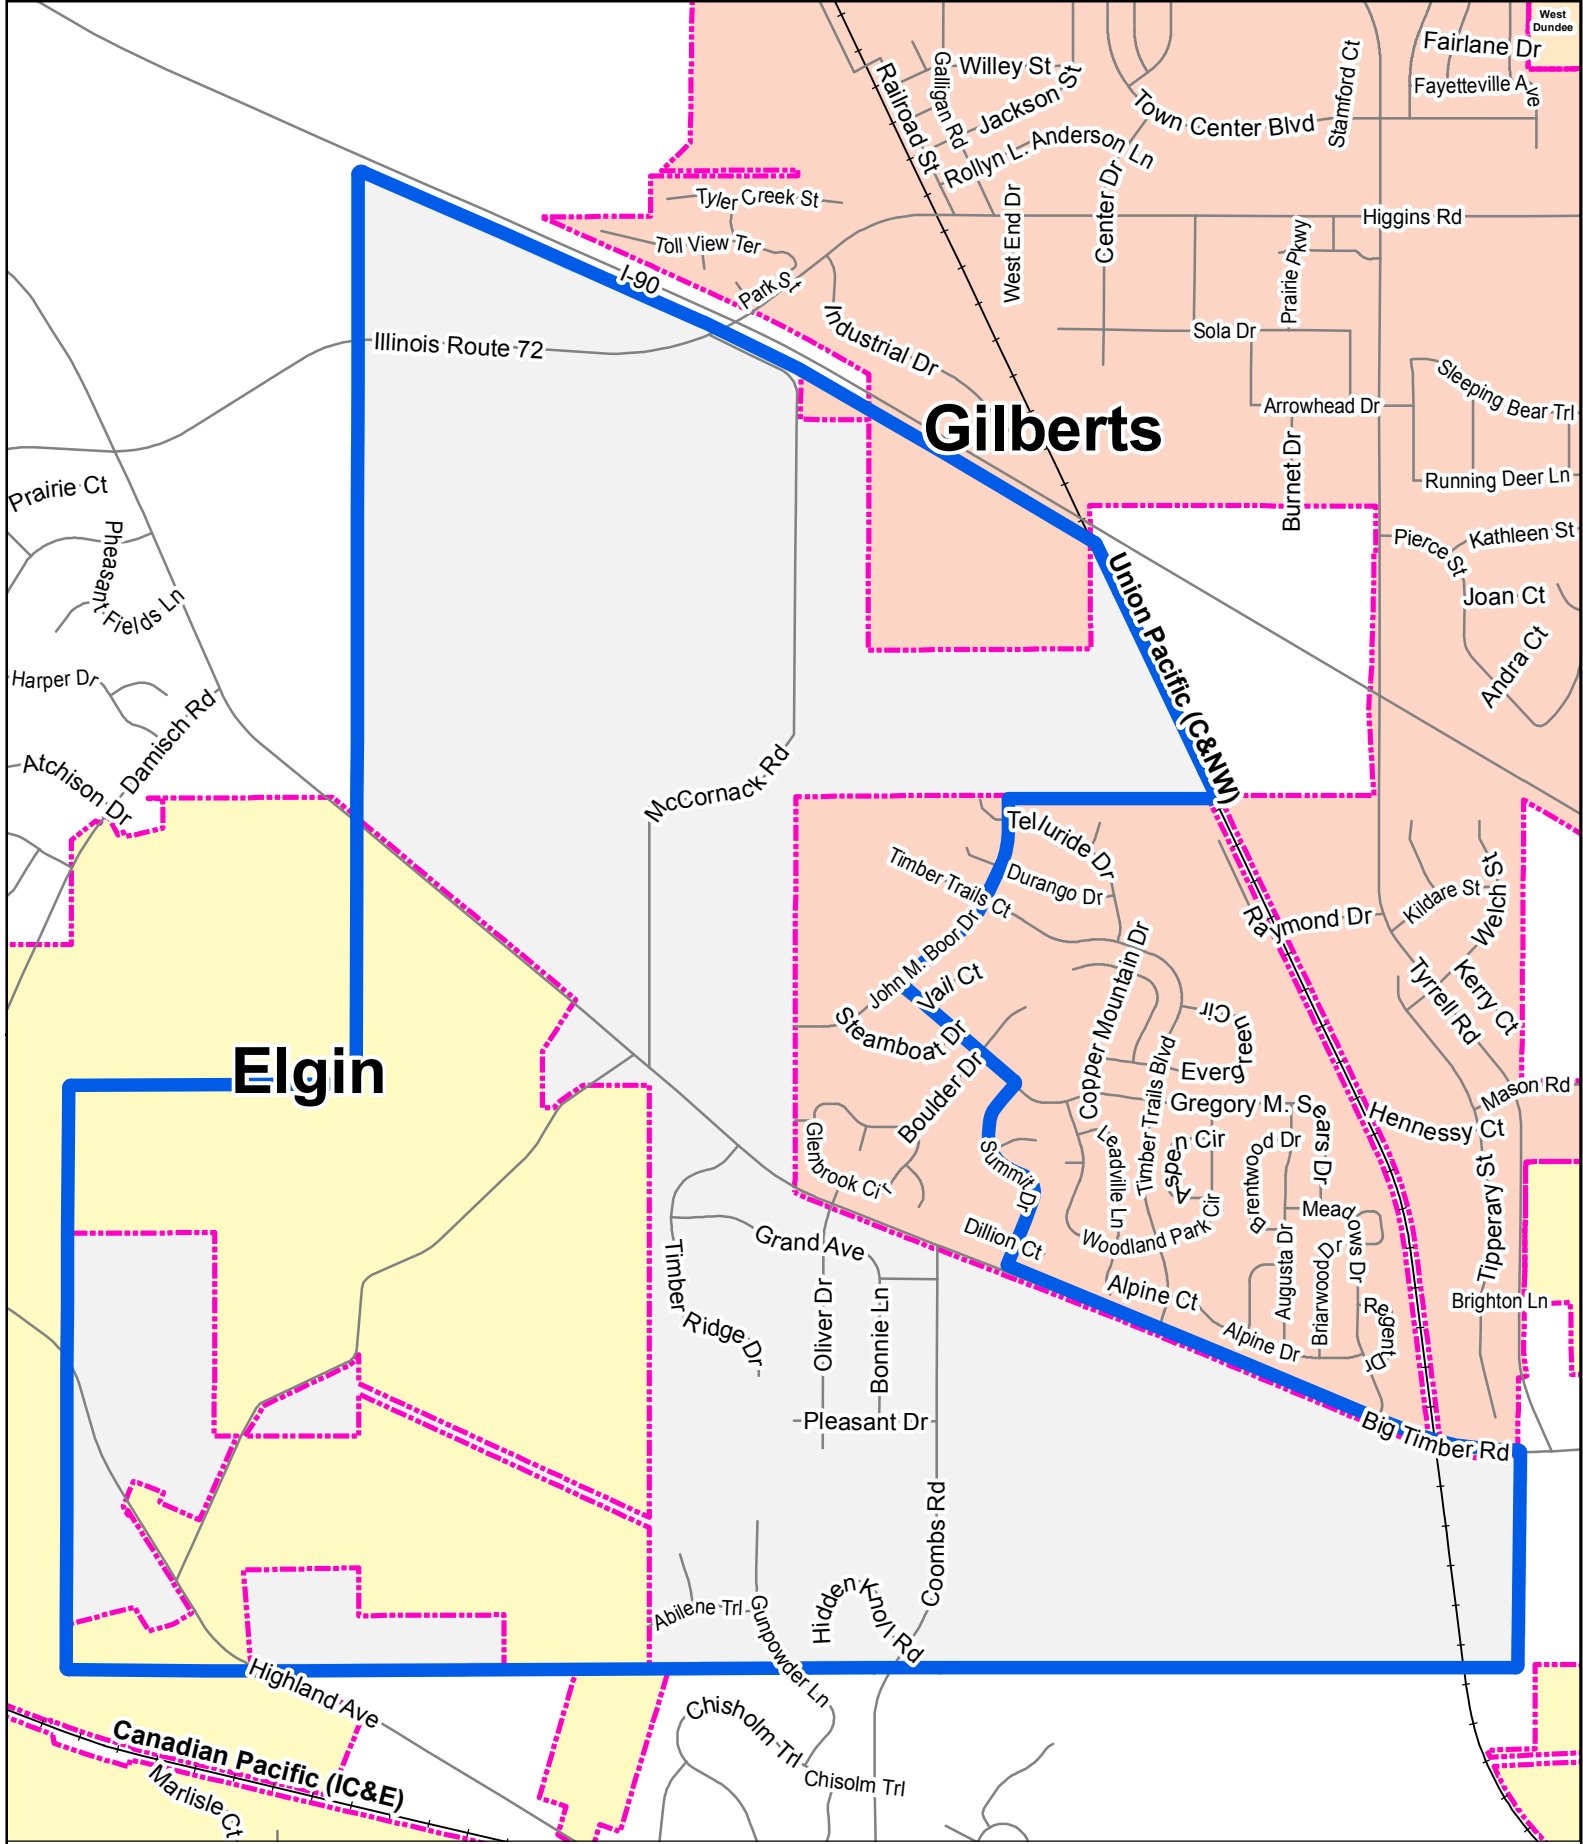 West
Dundee
Fairlane Dr
Fayetteville Ave
Stamford Ct
Willey St
Galligan Rd
Jackson St
Railroad St
Town Center Blvd
Rollyn L. Anderson Ln
Tyler Creek St
Toll View Ter
West End Dr
Center Dr
Higgins Rd
Prairie Pkwy
Park St
I-90
Industrial Dr
Sola Dr
Illinois Route 72
Sleeping Bear Trl
Arrowhead Dr
Gilberts
Burnet Dr
Running Deer Ln
Prairie Ct
Pheasant Fields Ln
Pierce St
Kathleen St
Joan Ct
Andra Ct
Union Pacific (C&NW)
Harper Dr
Damisch Rd
Atchison Dr
McCornack Rd
Telluride Dr
Timber Trails Ct
Durango Dr
John M. Boor Dr
Vail Ct
Steamboat Dr
Boulder Dr
Raymond Dr
Kildare St
Welch St
Kerry Ct
Tyrrell Rd
Copper Mountain Dr
Evergreen Cir
Timber Trails Blvd
Elgin
Gregory M. Sears Dr
Mason Rd
Hennessy Ct
Glenbrook Cir
Summit Dr
Leadville Ln
Aspen Cir
Brentwood Dr
Tipperary St
Dillion Ct
Woodland Park Cir
Meadows Dr
Grand Ave
Timber Ridge Dr
Oliver Dr
Bonnie Ln
Alpine Ct
Augusta Dr
Briarwood Dr
Regent Dr
Brighton Ln
Alpine Dr
Pleasant Dr
Big Timber Rd
Coombs Rd
Abilene Trl
Gunpowder Ln
Hidden Knoll Rd
Highland Ave
Chisholm Trl
Chisolm Trl
Canadian Pacific (IC&E)
Marlisle Ct